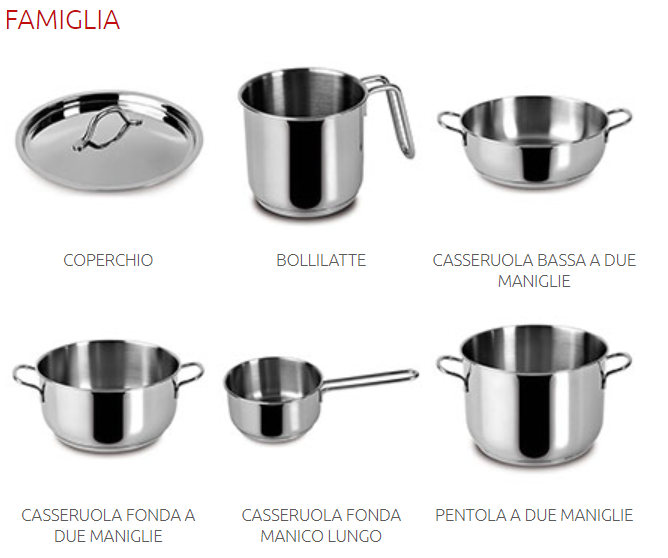 FAMIGLIA
COPERCHIO
BOLLILATTE
CASSERUOLA BASSA A DUE
MANIGLIE
CASSERUOLA FONDA A
DUE MANIGLIE
CASSERUOLA FONDA
MANICO LUNGO
PENTOLA A DUE MANIGLIE